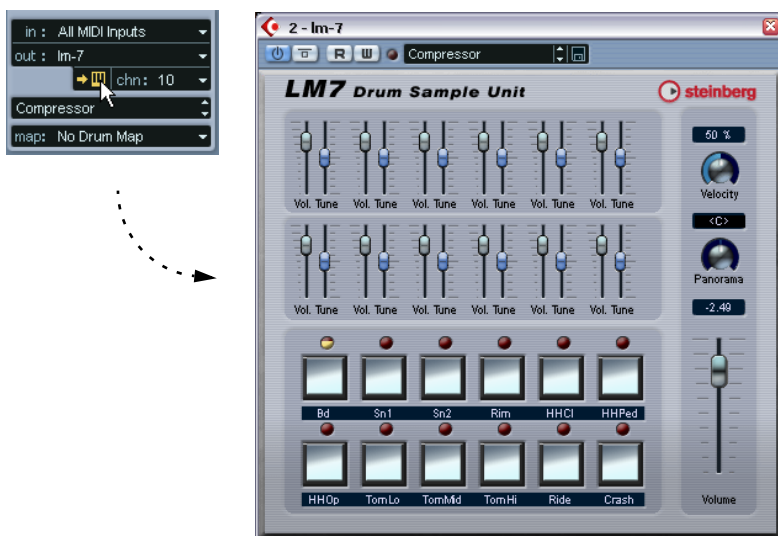 in : All MIDI Inputs
out : lm-7
chn: 10
Compressor
map: No Drum Map
2 - lm-7
R W Compressor
LM7 Drum Sample Unit
steinberg
Vol. Tune Vol. Tune Vol. Tune Vol. Tune Vol. Tune Vol. Tune
50 %
Velocity
<C>
Panorama
Vol. Tune Vol. Tune Vol. Tune Vol. Tune Vol. Tune Vol. Tune
-2.49
Bd Sn1 Sn2 Rim HHCl HHPed
HHOp TomLo TomMid TomHi Ride Crash
Volume